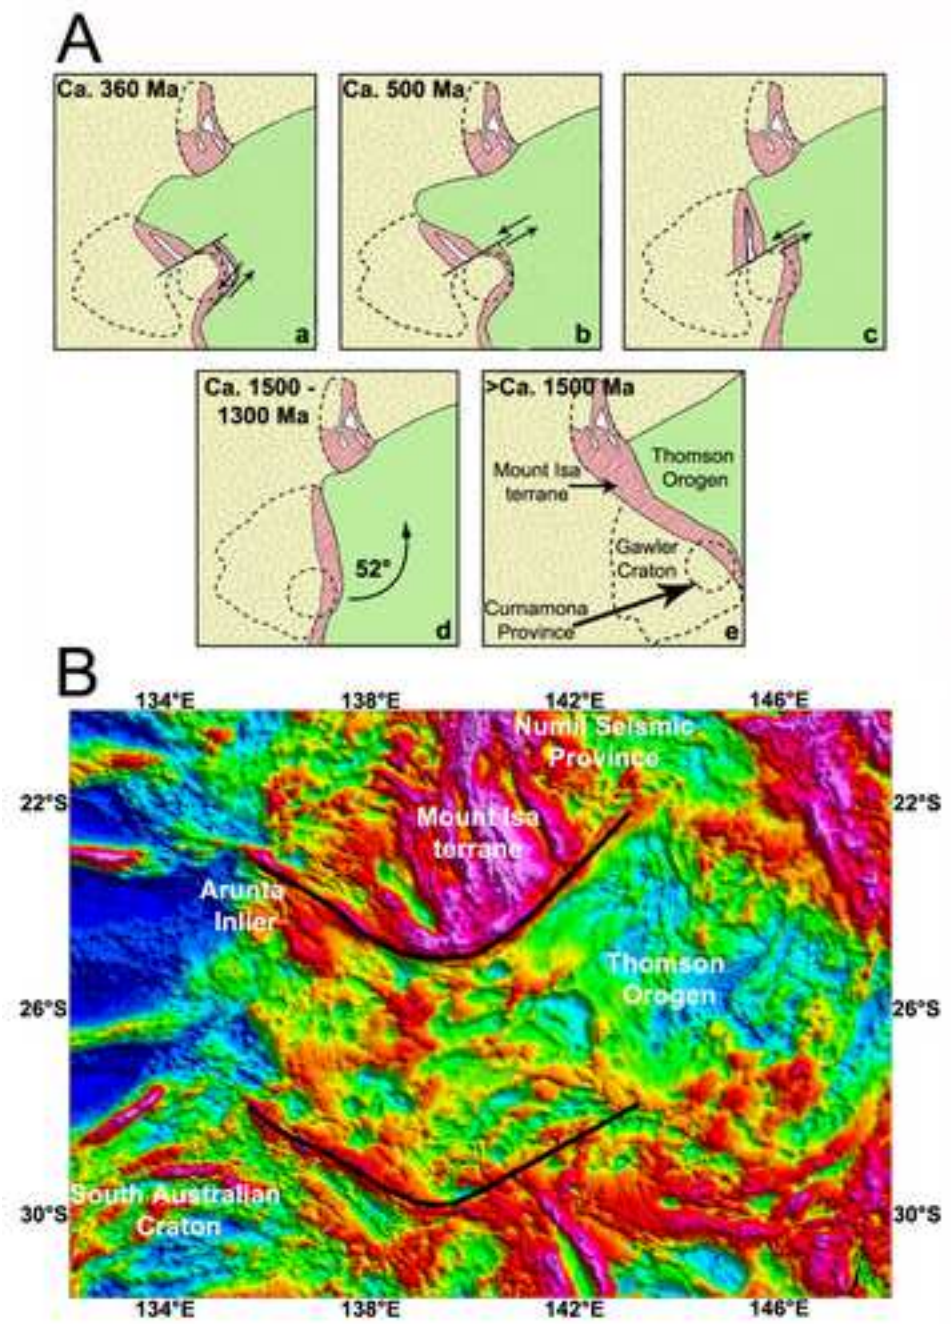 A
Ca. 360 Ma
a
Ca. 500 Ma
b
c
Ca. 1500 -
1300 Ma
52°
d
>Ca. 1500 Ma
Thomson
Orogen
Mount Isa
terrane
Gawler
Craton
Curnamona
Province
e
B
134°E 138°E 142°E 146°E
Numil Seismic
Province
22°S 22°S
Mount Isa
terrane
Arunta
Inlier
Thomson
Orogen
26°S 26°S
South Australian
Craton
30°S 30°S
134°E 138°E 142°E 146°E